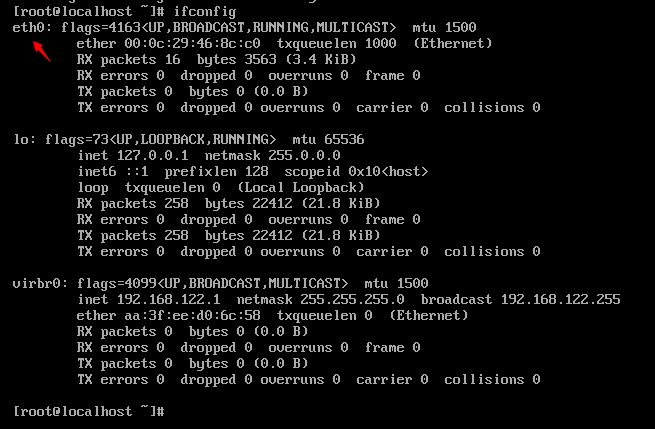 [root@localhost ~]# ifconfig
eth0: flags=4163<UP,BROADCAST,RUNNING,MULTICAST>  mtu 1500
        ether 00:0c:29:46:8c:c0  txqueuelen 1000  (Ethernet)
        RX packets 16  bytes 3563 (3.4 KiB)
        RX errors 0  dropped 0  overruns 0  frame 0
        TX packets 0  bytes 0 (0.0 B)
        TX errors 0  dropped 0 overruns 0  carrier 0  collisions 0

lo: flags=73<UP,LOOPBACK,RUNNING>  mtu 65536
        inet 127.0.0.1  netmask 255.0.0.0
        inet6 ::1  prefixlen 128  scopeid 0x10<host>
        loop  txqueuelen 0  (Local Loopback)
        RX packets 258  bytes 22412 (21.8 KiB)
        RX errors 0  dropped 0  overruns 0  frame 0
        TX packets 258  bytes 22412 (21.8 KiB)
        TX errors 0  dropped 0 overruns 0  carrier 0  collisions 0

virbr0: flags=4099<UP,BROADCAST,MULTICAST>  mtu 1500
        inet 192.168.122.1  netmask 255.255.255.0  broadcast 192.168.122.255
        ether aa:3f:ee:d0:6c:58  txqueuelen 0  (Ethernet)
        RX packets 0  bytes 0 (0.0 B)
        RX errors 0  dropped 0  overruns 0  frame 0
        TX packets 0  bytes 0 (0.0 B)
        TX errors 0  dropped 0 overruns 0  carrier 0  collisions 0

[root@localhost ~]#